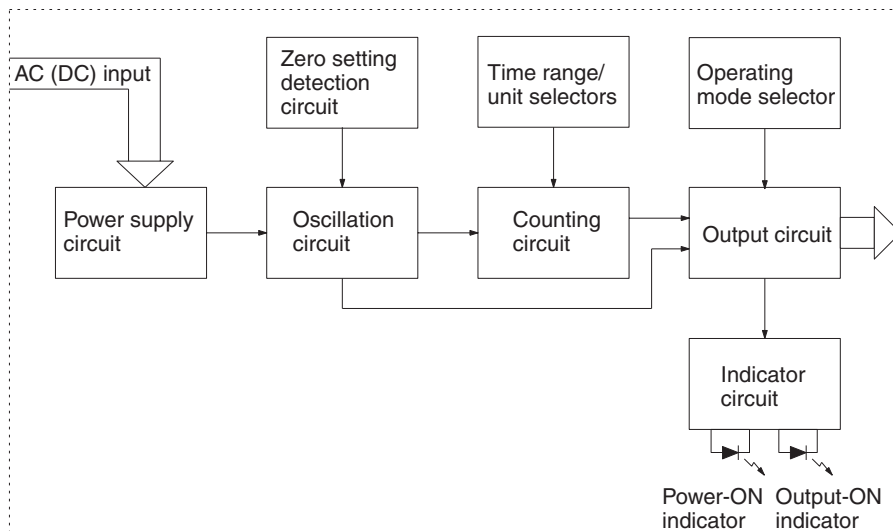 AC (DC) input
Zero setting
detection
circuit
Time range/
unit selectors
Operating
mode selector
Power supply
circuit
Oscillation
circuit
Counting
circuit
Output circuit
Indicator
circuit
Power-ON
indicator
Output-ON
indicator